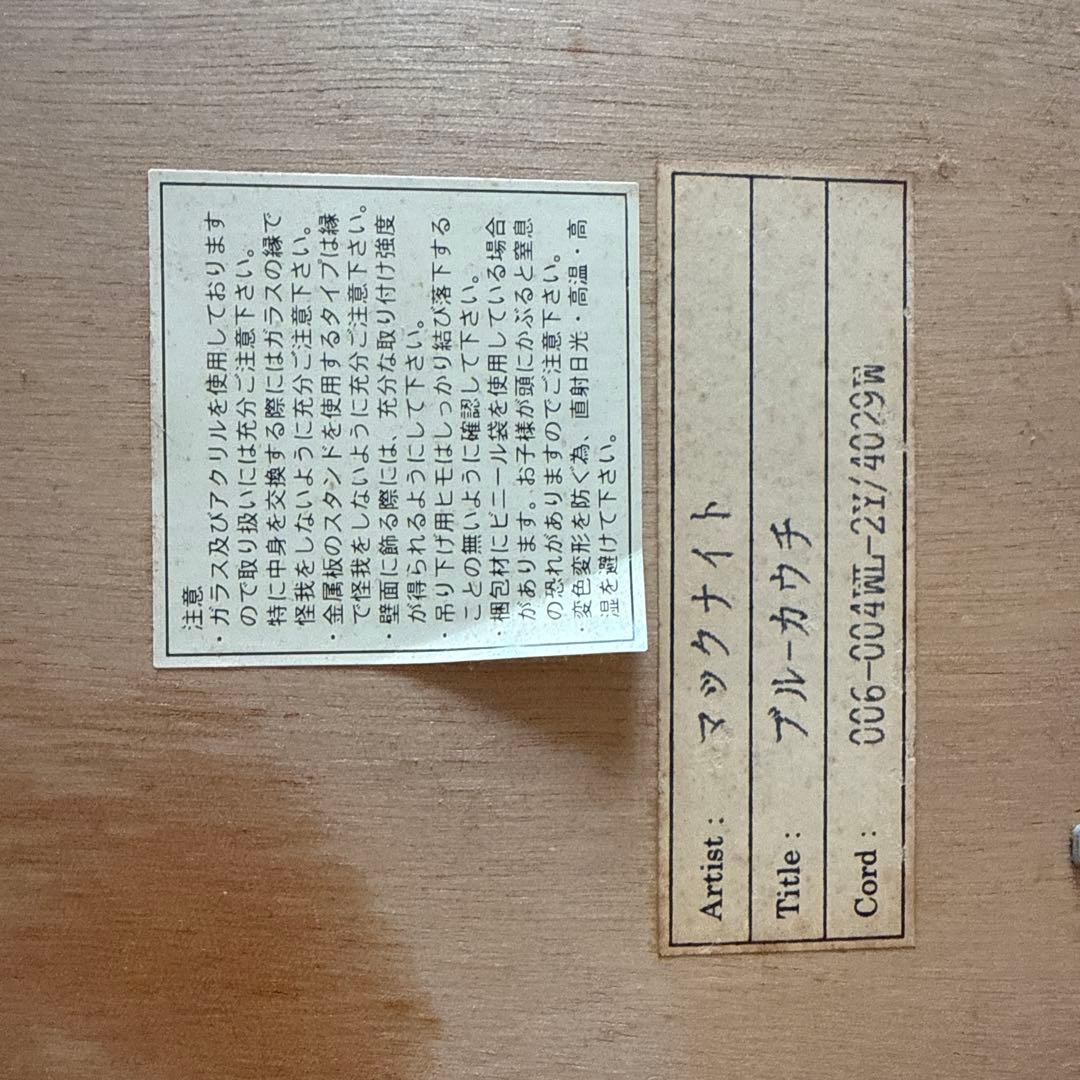 注意
・ガラス及びアクリルを使用しております
ので取り扱いには充分ご注意下さい。
特に中身を交換する際にはガラスの縁で
怪我をしないように充分ご注意下さい。
・金属板のスタンドを使用するタイプは縁
で怪我をしないように充分ご注意下さい。
・壁面に飾る際には、充分な取り付け強度
が得られるようにして下さい。
・吊り下げ用ヒモはしっかり結び落下する
ことの無いように確認して下さい。
・梱包材にビニール袋を使用している場合
があります。お子様が頭にかぶると窒息
の恐れがありますのでご注意下さい。
・変色変形を防ぐ為、直射日光・高温・高
湿を避けて下さい。
Artist : マックナイト
Title : ブルーカウチ
Cord : 006-004WL-2Y/4029W